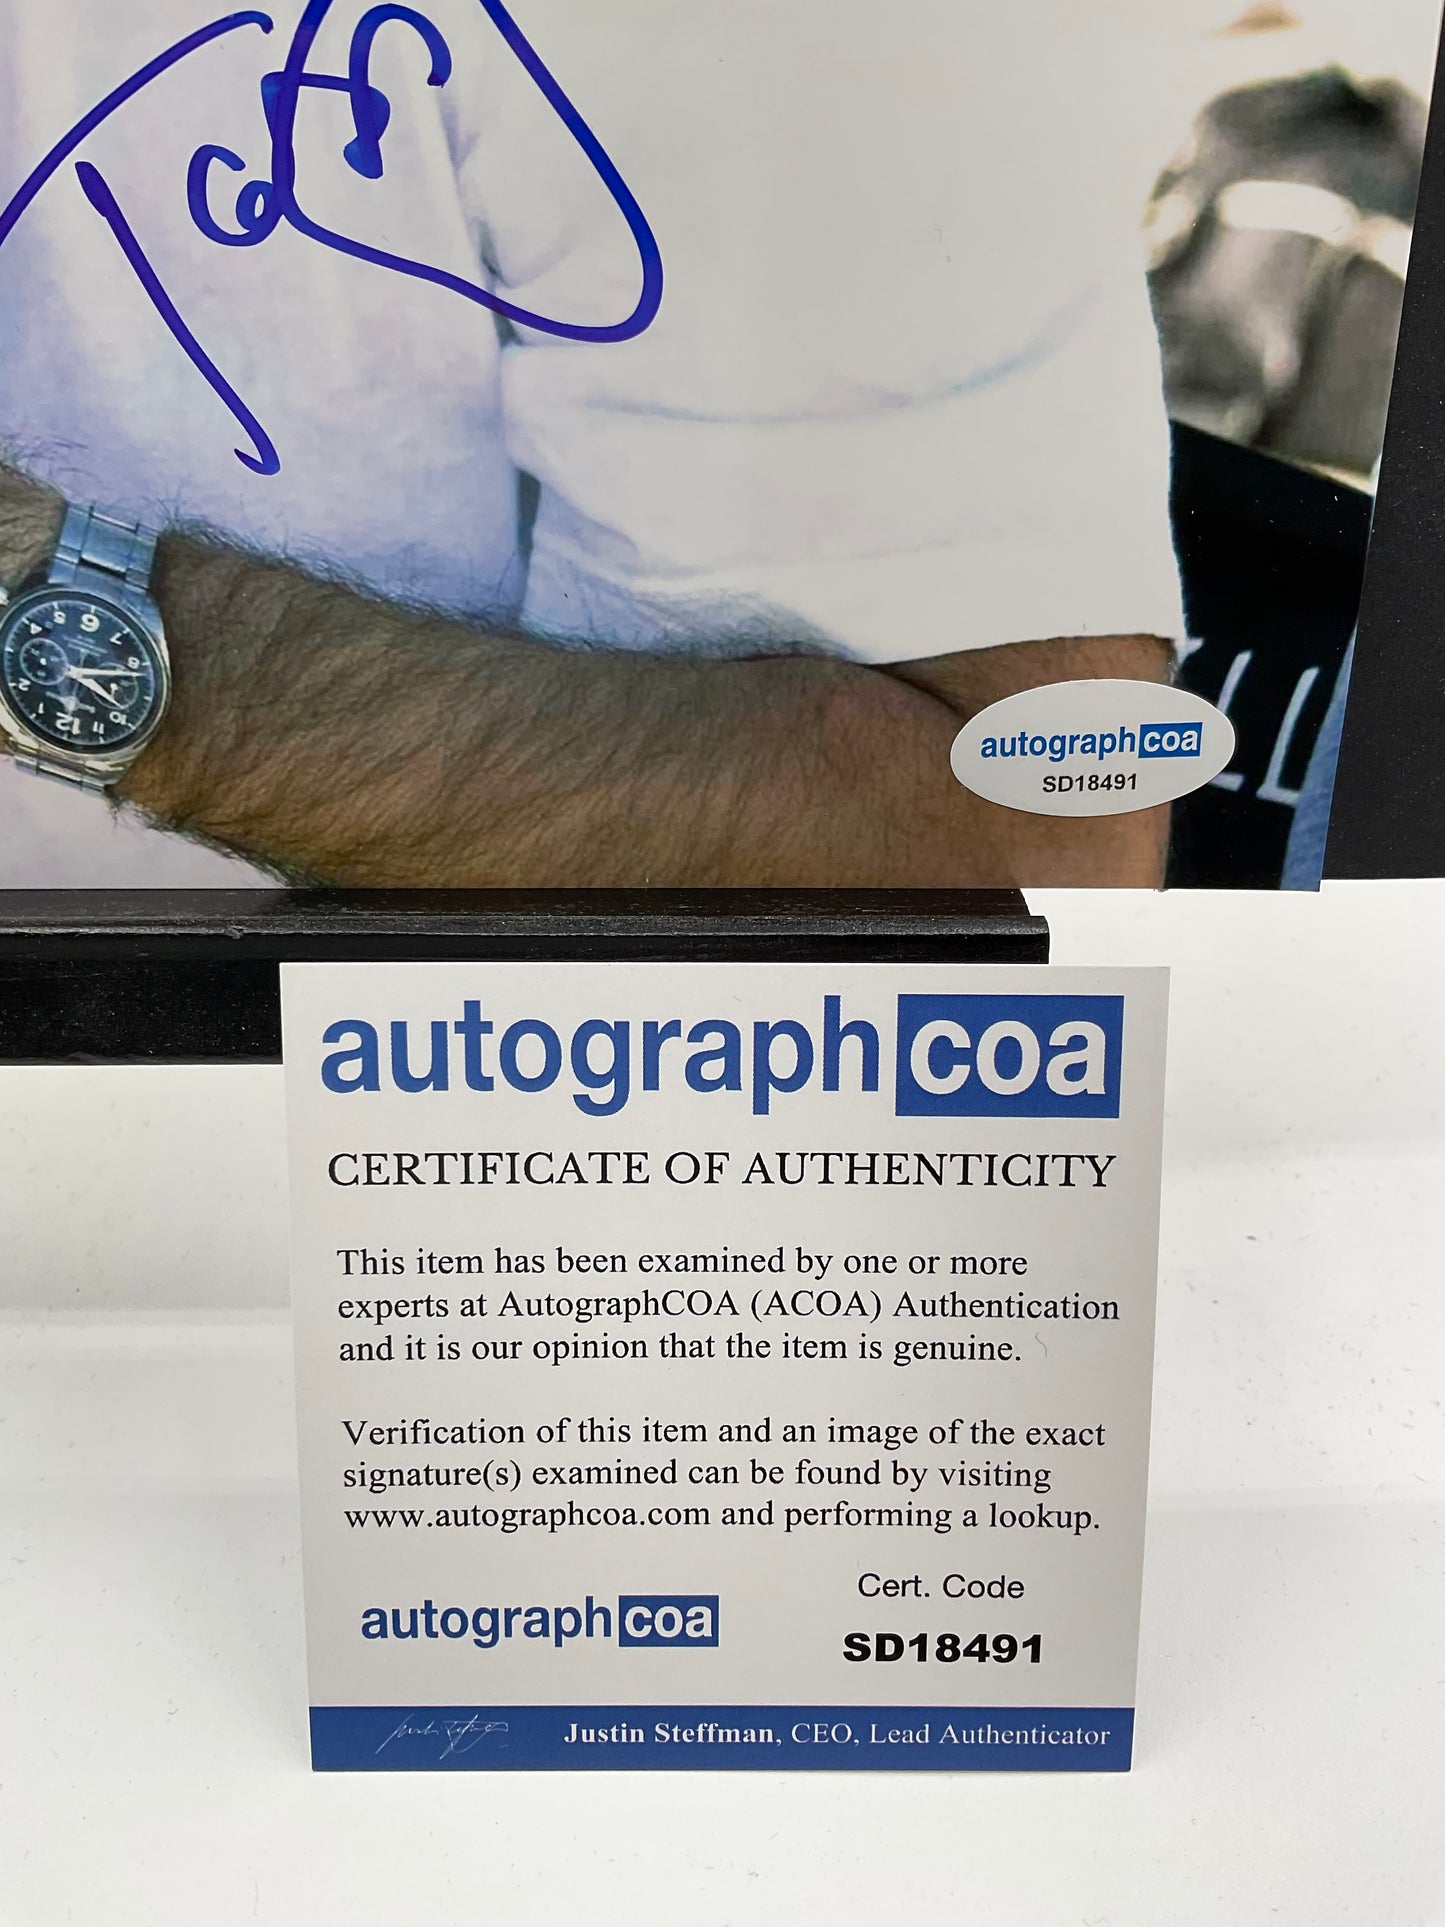 autographcoa
SD18491
autographcoa
CERTIFICATE OF AUTHENTICITY
This item has been examined by one or more
experts at AutographCOA (ACOA) Authentication
and it is our opinion that the item is genuine.
Verification of this item and an image of the exact
signature(s) examined can be found by visiting
www.autographcoa.com and performing a lookup.
Cert. Code
autographcoa
SD18491
Justin Steffman, CEO, Lead Authenticator